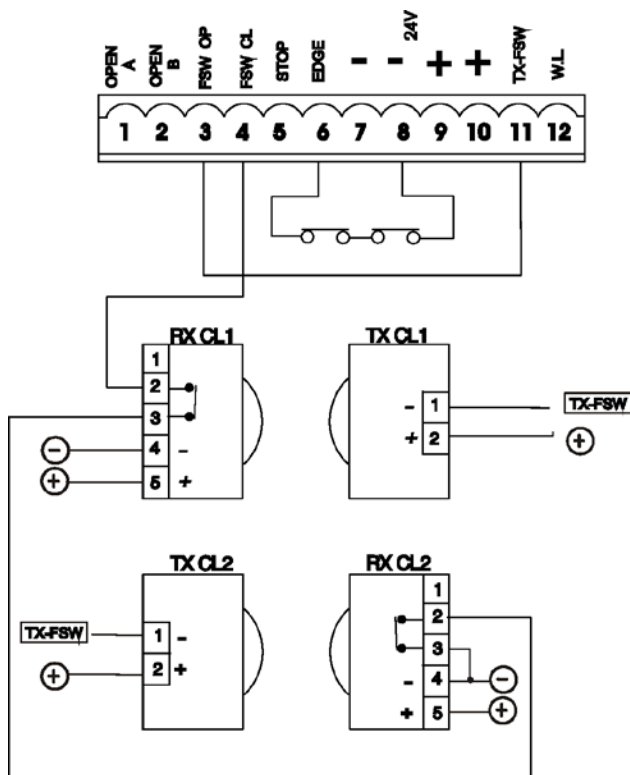 OPEN A
OPEN B
FSW OP
FSW CL
STOP
EDGE
-
- 24V
+
+
TX-FSW
W.L.
1 2 3 4 5 6 7 8 9 10 11 12
RX CL1
1
2
3
- 4 -
+ 5 +
TX CL1
- 1 TX-FSW
+ 2 +
TX CL2
TX-FSW 1 -
+ 2 +
RX CL2
1
2
3
- 4 -
+ 5 +